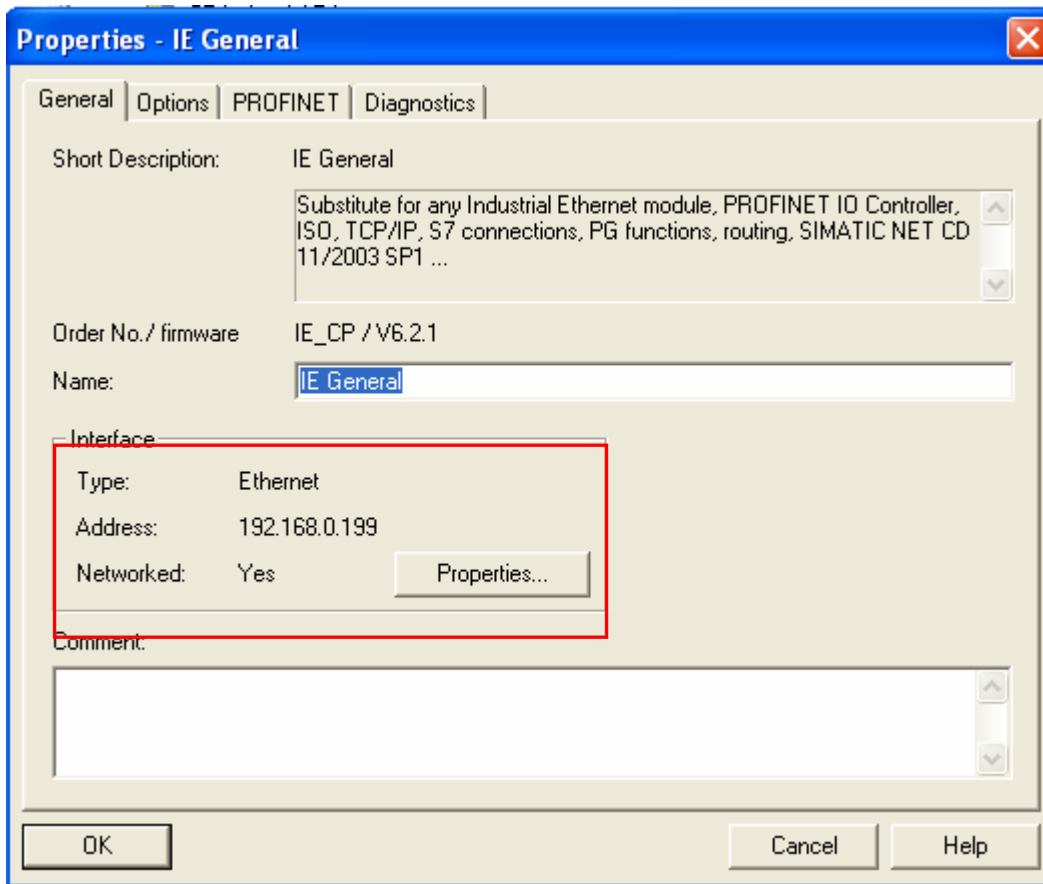 Properties - IE General
General Options PROFINET Diagnostics
Short Description: IE General
Substitute for any Industrial Ethernet module, PROFINET IO Controller,
ISO, TCP/IP, S7 connections, PG functions, routing, SIMATIC NET CD
11/2003 SP1 ...
Order No./ firmware IE_CP / V6.2.1
Name: IE General
Interface
Type: Ethernet
Address: 192.168.0.199
Networked: Yes Properties...
Comment:
OK Cancel Help